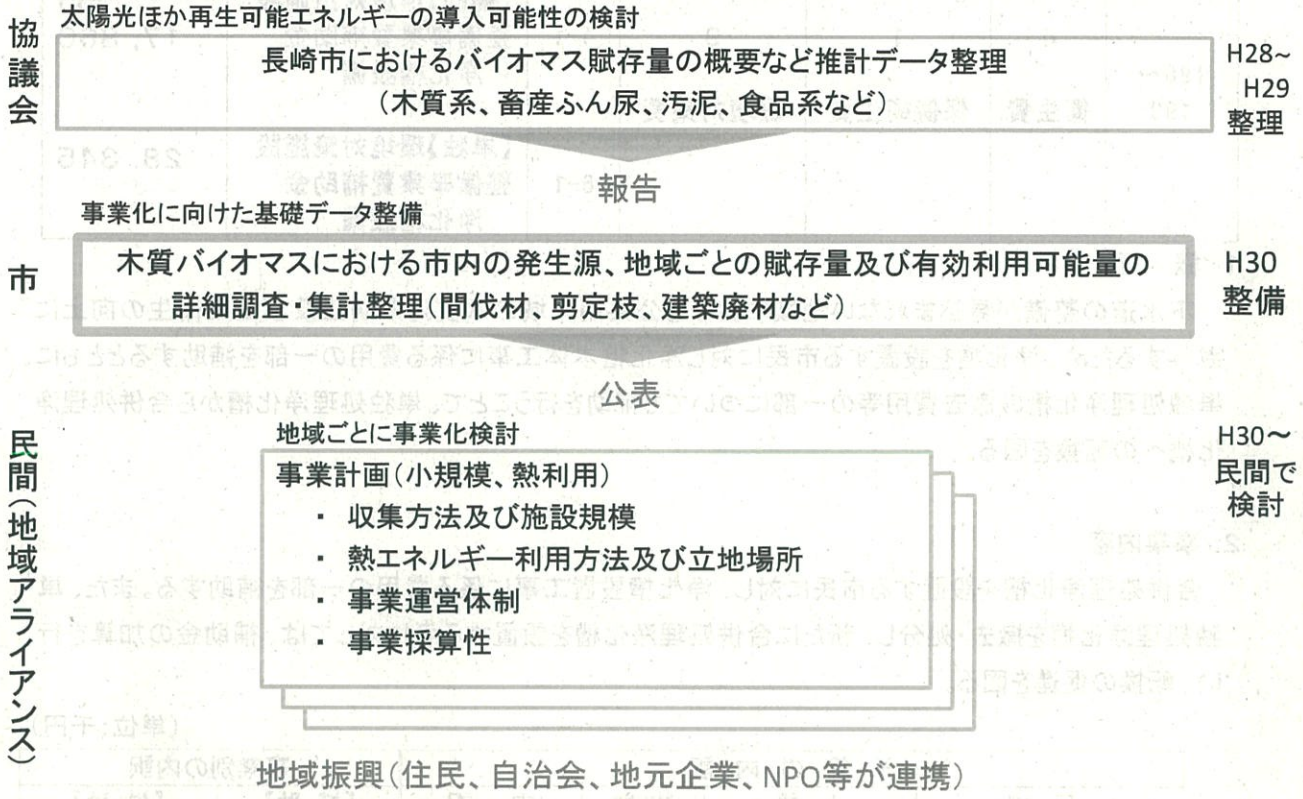 太陽光ほか再生可能エネルギーの導入可能性の検討
協議会
長崎市におけるバイオマス賦存量の概要など推計データ整理
(木質系、畜産ふん尿、汚泥、食品系など)
H28~
H29
整理
報告
事業化に向けた基礎データ整備
市
木質バイオマスにおける市内の発生源、地域ごとの賦存量及び有効利用可能量の
詳細調査・集計整理(間伐材・剪定枝・建築廃材など)
H30
整備
公表
民間(地域アライアンス)
地域ごとに事業化検討
事業計画(小規模、熱利用)
・ 収集方法及び施設規模
・ 熱エネルギー利用方法及び立地場所
・ 事業運営体制
・ 事業採算性
H30~
民間で
検討
地域振興(住民、自治会、地元企業、NPO等が連携)